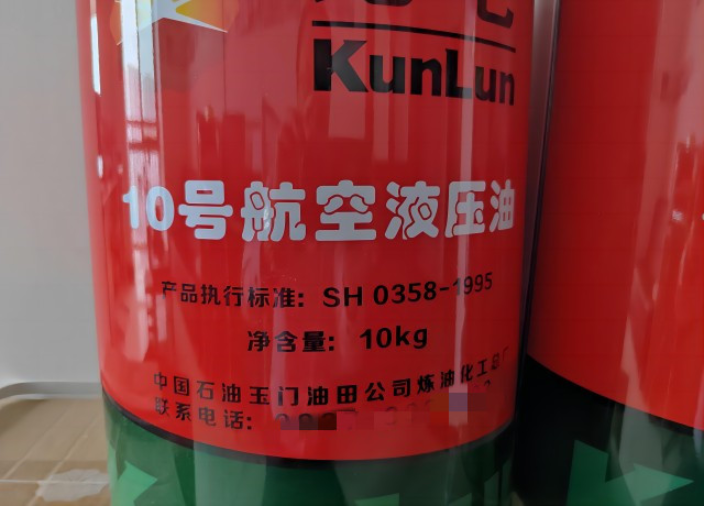 KunLun
10号航空液压油
产品执行标准: SH 0358-1995
净含量: 10kg
中国石油玉门油田公司炼油化工总厂
联系电话: